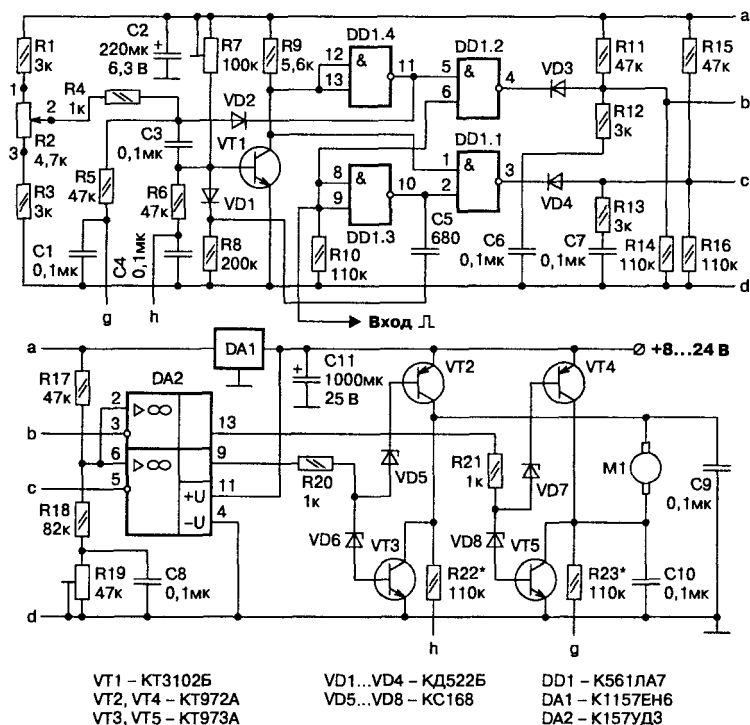 a
R1
3к
C2
220мк
6,3 В
+
R7
100к
R9
5,6к
DD1.4
12
13
&
11
DD1.2
5
6
&
4
VD3
R11
47к
R15
47к
b
R4
1к
1
2
3
R2
4,7к
VD2
C3
0,1мк
VT1
R12
3к
DD1.1
1
2
&
3
VD4
c
R5
47к
R6
47к
VD1
8
9
&
10
DD1.3
C5
680
R13
3к
R3
3к
C1
0,1мк
C4
0,1мк
R8
200к
R10
110к
C6
0,1мк
C7
0,1мк
R14
110к
R16
110к
d
g
h
Вход
a
DA1
+
C11
1000мк
25 В
VT2
VT4
+8...24 В
R17
47к
DA2
2
3
6
5
▷∞
▷∞
13
9
11
4
+U
–U
b
c
R20
1к
VD5
R21
1к
VD7
M1
C9
0,1мк
R18
82к
VD6
VT3
VD8
VT5
R19
47к
C8
0,1мк
R22*
110к
R23*
110к
C10
0,1мк
d
h
g
VT1 – КТ3102Б
VT2, VT4 – КТ972А
VT3, VT5 – КТ973А
VD1...VD4 – КД522Б
VD5...VD8 – КС168
DD1 – К561ЛА7
DA1 – К1157ЕН6
DA2 – К157УД3